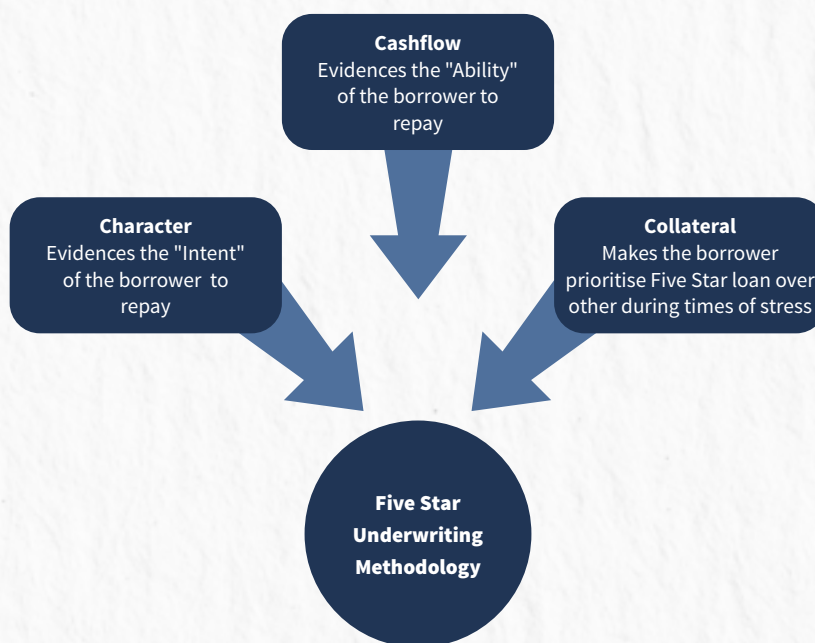 Cashflow
Evidences the "Ability"
of the borrower to
repay
Character
Evidences the "Intent"
of the borrower to
repay
Collateral
Makes the borrower
prioritise Five Star loan over
other during times of stress
Five Star
Underwriting
Methodology